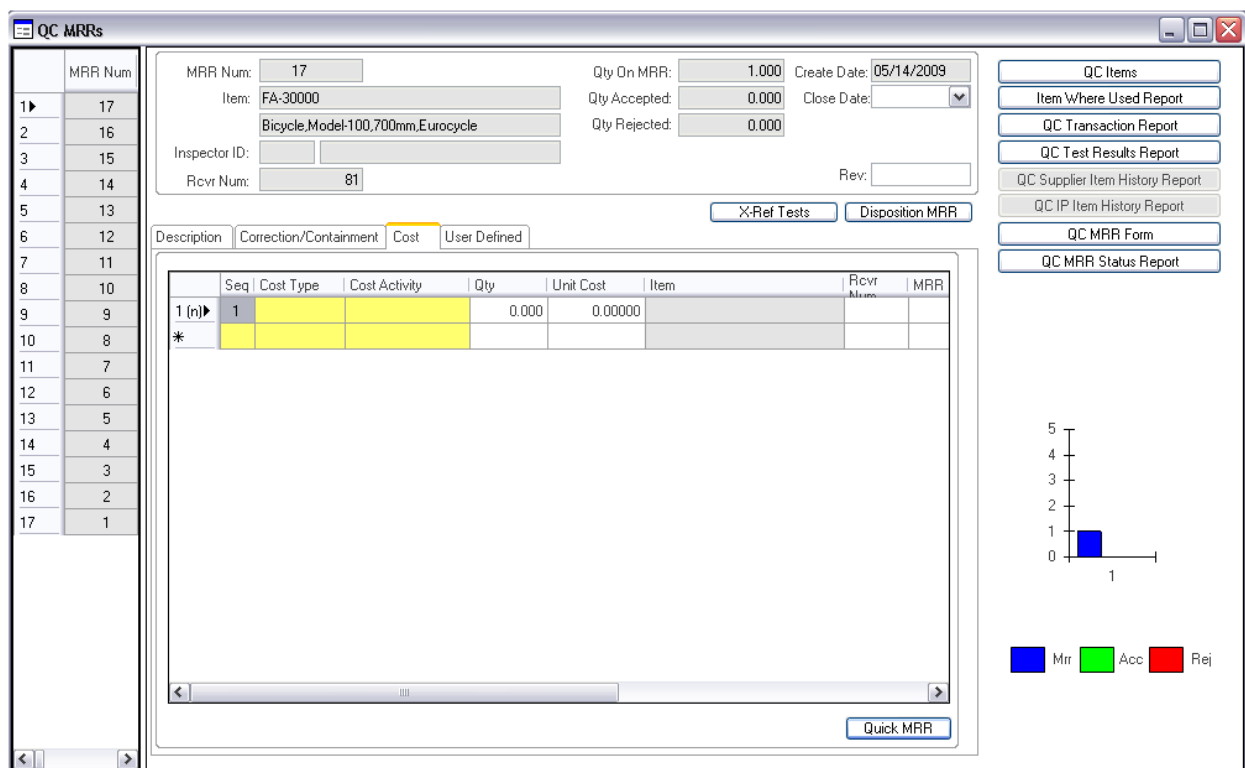 QC MRRs
MRR Num
1 17
2 16
3 15
4 14
5 13
6 12
7 11
8 10
9 9
10 8
11 7
12 6
13 5
14 4
15 3
16 2
17 1
MRR Num: 17 Qty On MRR: 1.000 Create Date: 05/14/2009
Item: FA-30000 Qty Accepted: 0.000 Close Date:
Bicycle,Model-100,700mm,Eurocycle Qty Rejected: 0.000
Inspector ID:
Rcvr Num: 81 Rev:
X-Ref Tests Disposition MRR
Description Correction/Containment Cost User Defined
Seq Cost Type Cost Activity Qty Unit Cost Item Rcvr Num MRR
1 (n) 1 0.000 0.00000
*
Quick MRR
QC Items
Item Where Used Report
QC Transaction Report
QC Test Results Report
QC Supplier Item History Report
QC IP Item History Report
QC MRR Form
QC MRR Status Report
5
4
3
2
1
0
1
Mrr Acc Rej